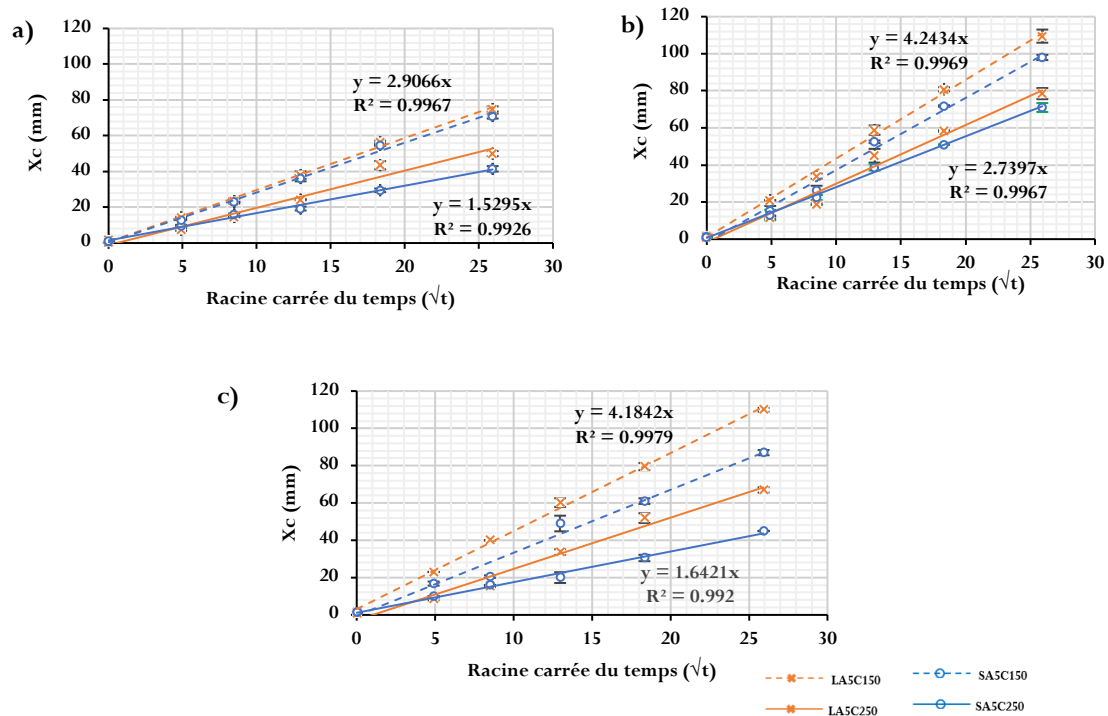 a)
120
100
80
60
40
20
0
Xc (mm)
y = 2.9066x
R² = 0.9967
y = 1.5295x
R² = 0.9926
0 5 10 15 20 25 30
Racine carrée du temps (√t)
b)
120
100
80
60
40
20
0
Xc (mm)
y = 4.2434x
R² = 0.9969
y = 2.7397x
R² = 0.9967
0 5 10 15 20 25 30
Racine carrée du temps (√t)
c)
120
100
80
60
40
20
0
Xc (mm)
y = 4.1842x
R² = 0.9979
y = 1.6421x
R² = 0.992
0 5 10 15 20 25 30
Racine carrée du temps (√t)
LA5C150 SA5C150
LA5C250 SA5C250